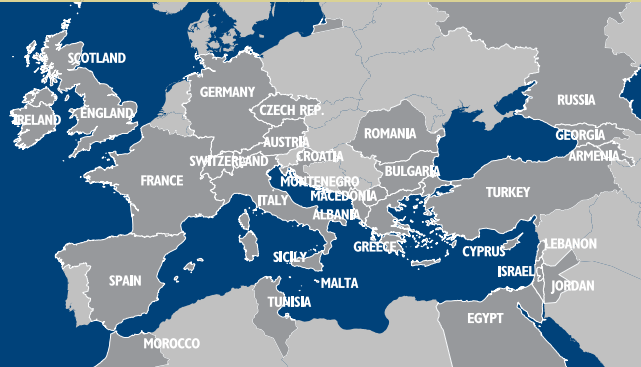 SCOTLAND
IRELAND
ENGLAND
GERMANY
CZECH REP.
RUSSIA
AUSTRIA
ROMANIA
GEORGIA
SWITZERLAND
CROATIA
ARMENIA
FRANCE
MONTENEGRO
BULGARIA
MACEDONIA
TURKEY
ITALY
ALBANIA
GREECE
CYPRUS
LEBANON
SICILY
ISRAEL
SPAIN
MALTA
JORDAN
TUNISIA
EGYPT
MOROCCO